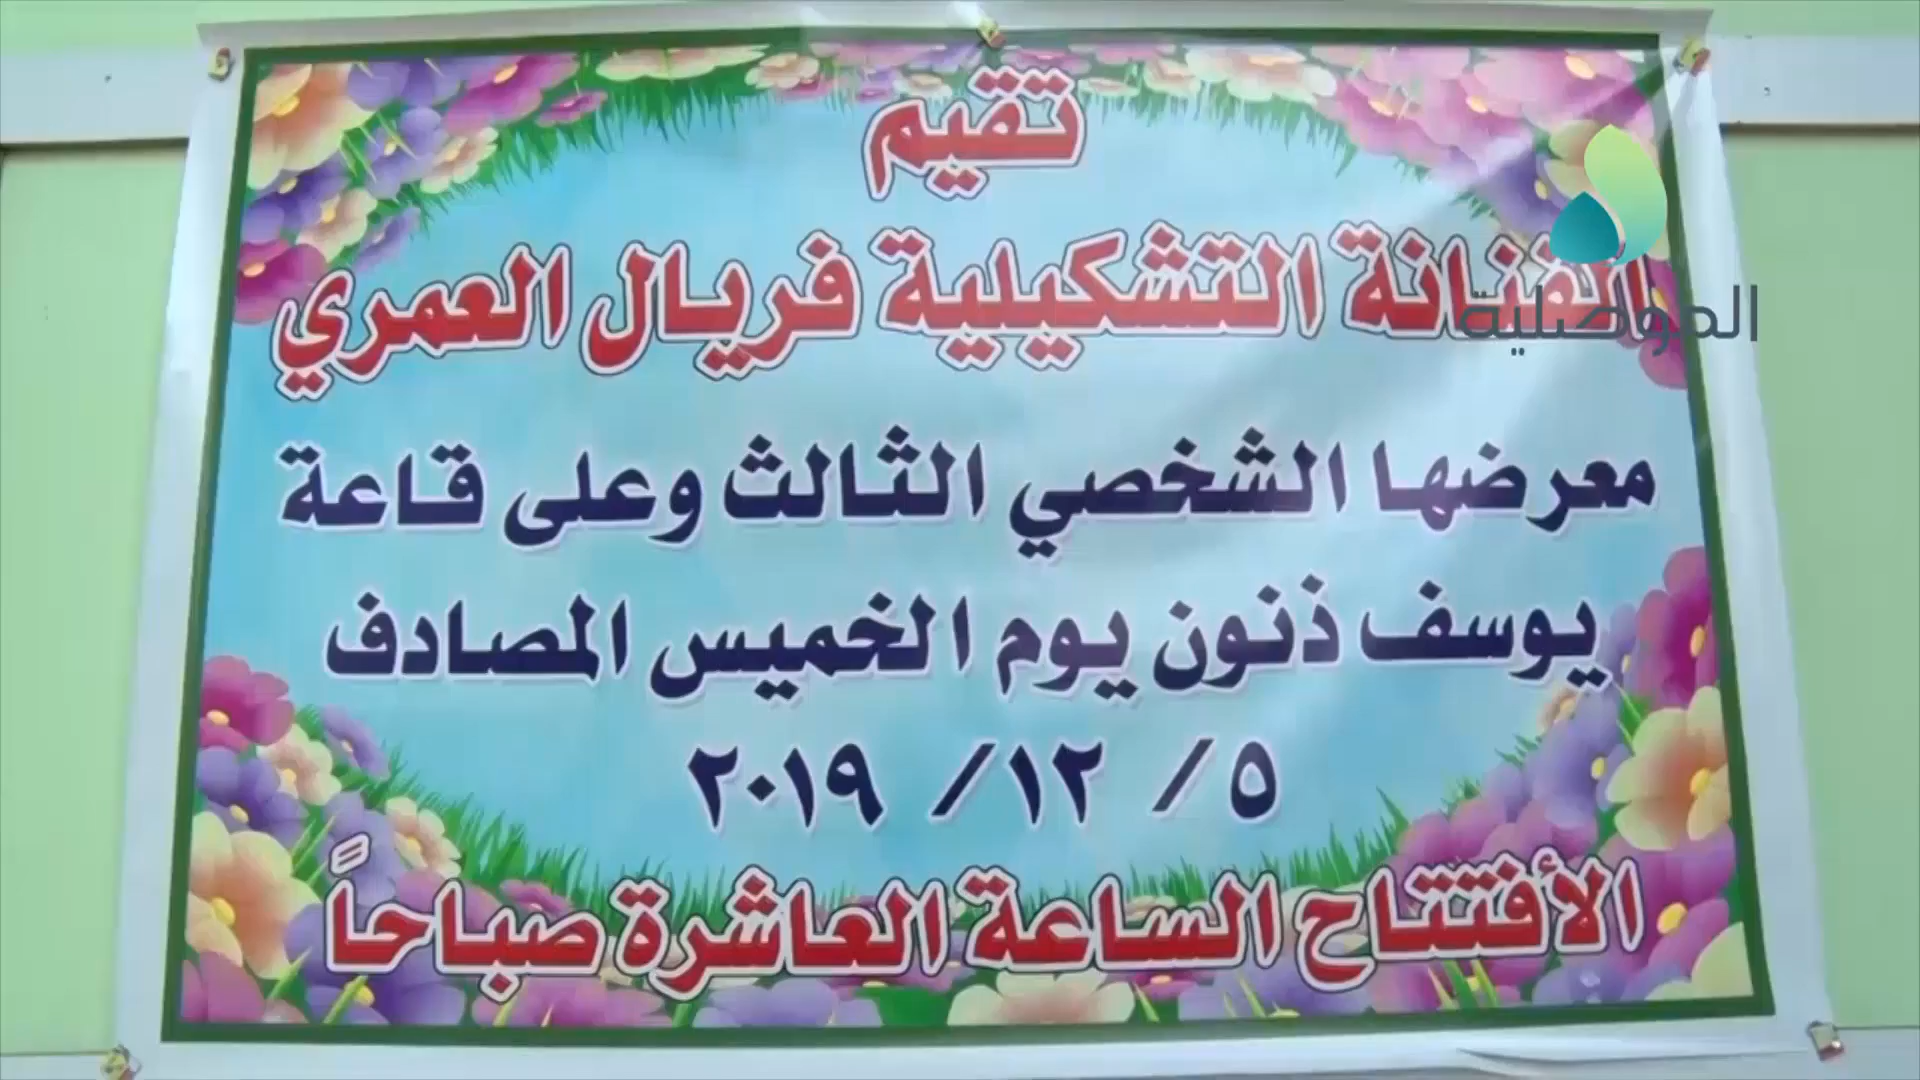 تقيم
الفنانة التشكيلية فريال العمري
معرضها الشخصي الثالث وعلى قاعة
يوسف ذنون يوم الخميس المصادف
٥ / ١٢ / ٢٠١٩
الأفتتاح الساعة العاشرة صباحاً
الموصلية